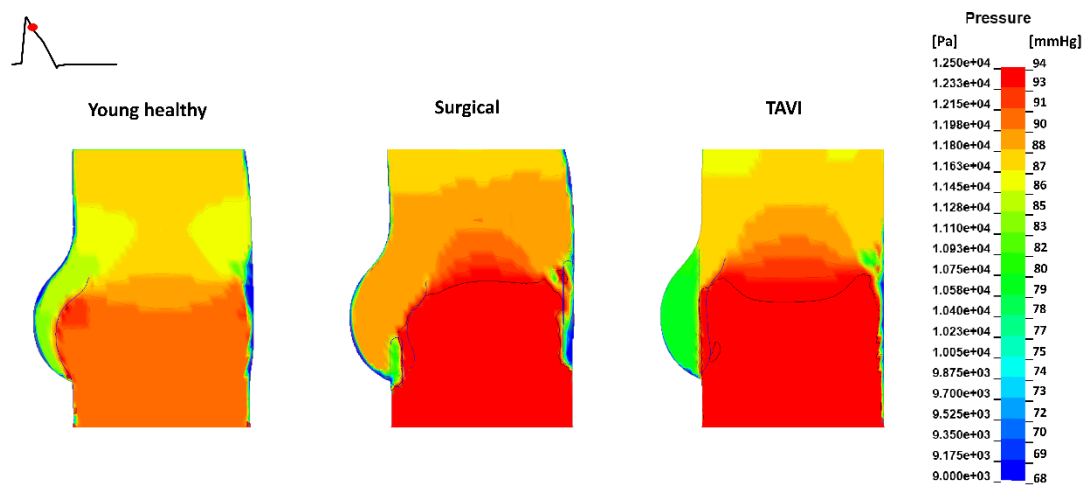 Pressure
[Pa] [mmHg]
Young healthy Surgical TAVI
1.250e+04 94
1.233e+04 93
1.215e+04 91
1.198e+04 90
1.180e+04 88
1.163e+04 87
1.145e+04 86
1.128e+04 85
1.110e+04 83
1.093e+04 82
1.075e+04 80
1.058e+04 79
1.040e+04 78
1.023e+04 77
1.005e+04 75
9.875e+03 74
9.700e+03 73
9.525e+03 72
9.350e+03 70
9.175e+03 69
9.000e+03 68